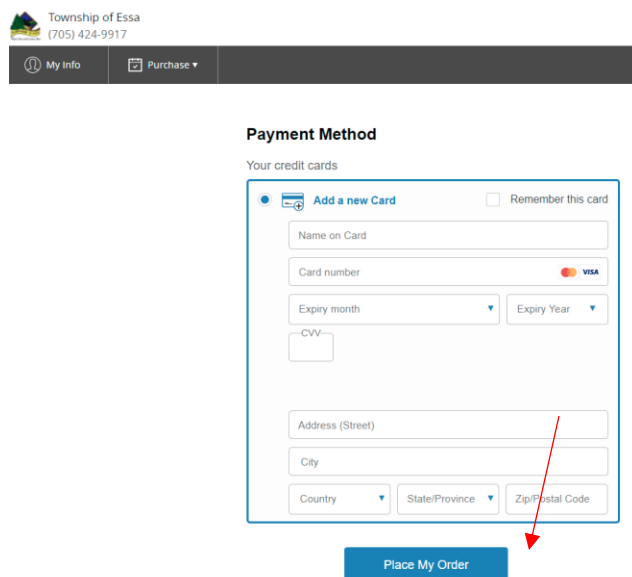 Township of Essa
(705) 424-9917
My Info Purchase ▾
Payment Method
Your credit cards
Add a new Card Remember this card
Name on Card
Card number VISA
Expiry month Expiry Year
CVV
Address (Street)
City
Country State/Province Zip/Postal Code
Place My Order